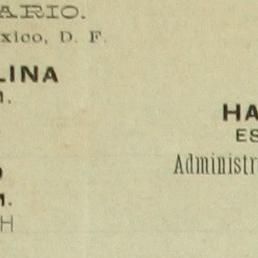 ARIO.
xico, D. F.
LINA
M.
HA
ES
Administr
O
M.
H